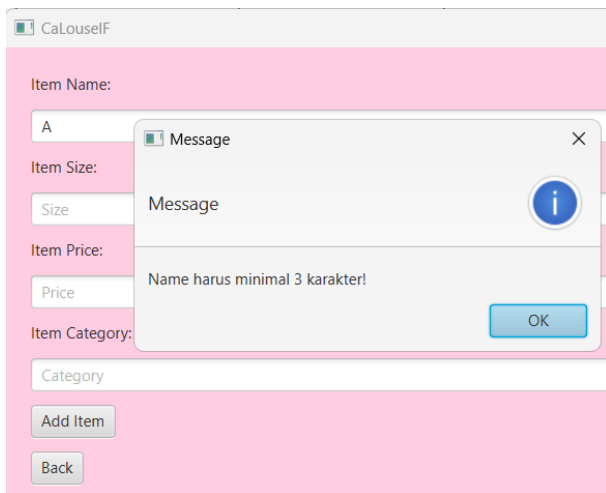 CaLouseIF
Item Name:
A
Item Size:
Size
Item Price:
Price
Item Category:
Category
Add Item
Back
Message
Message
Name harus minimal 3 karakter!
OK